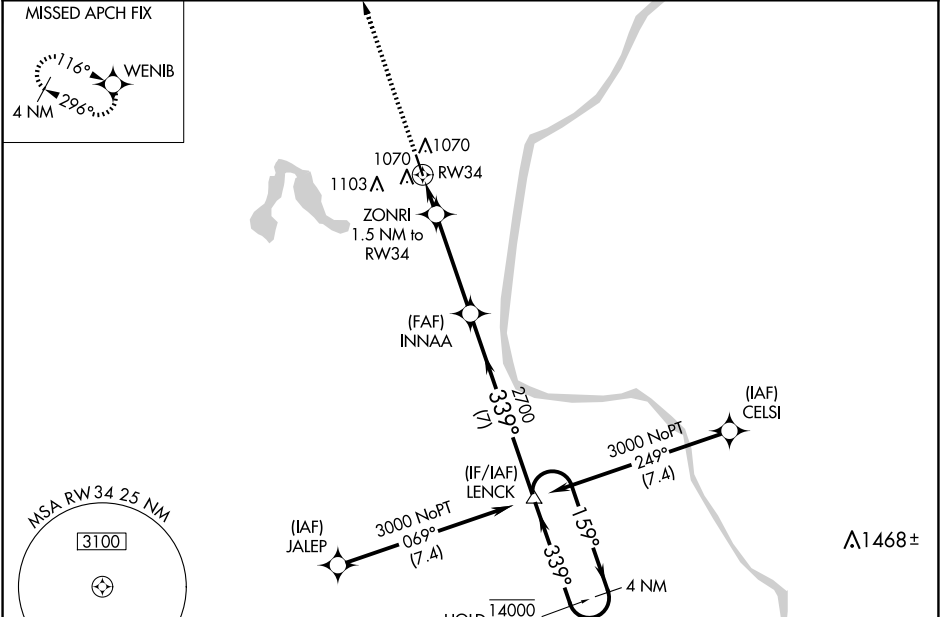 MISSED APCH FIX
116°
WENIB
4 NM
296°
1070
1070
RW34
1103
ZONRI
1.5 NM to
RW34
(FAF)
INNAA
2700
339°
(7)
(IAF)
CELSI
3000 NoPT
249°
(7.4)
(IF/IAF)
LENCK
MSA RW34 25 NM
3100
(IAF)
JALEP
3000 NoPT
069°
(7.4)
159°
339°
1468±
4 NM
HOLD 14000